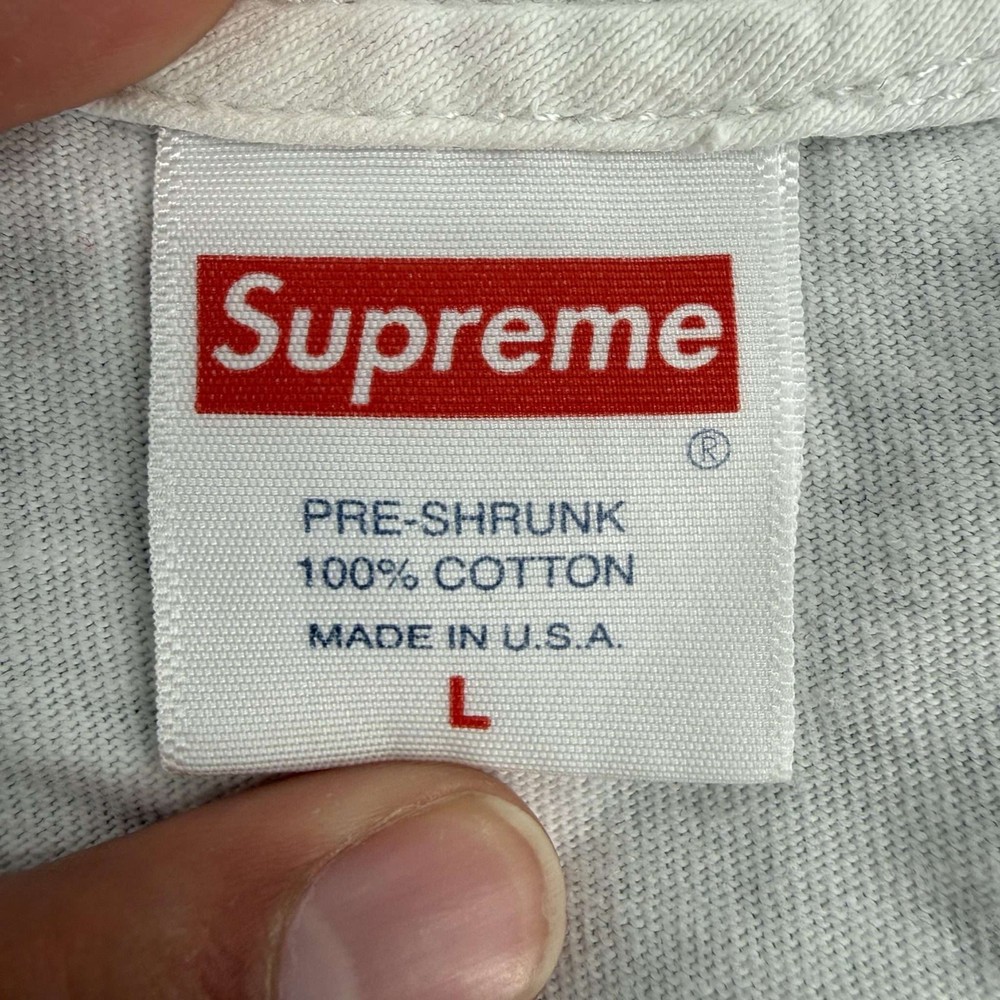 Supreme
®
PRE-SHRUNK
100% COTTON
MADE IN U.S.A.
L